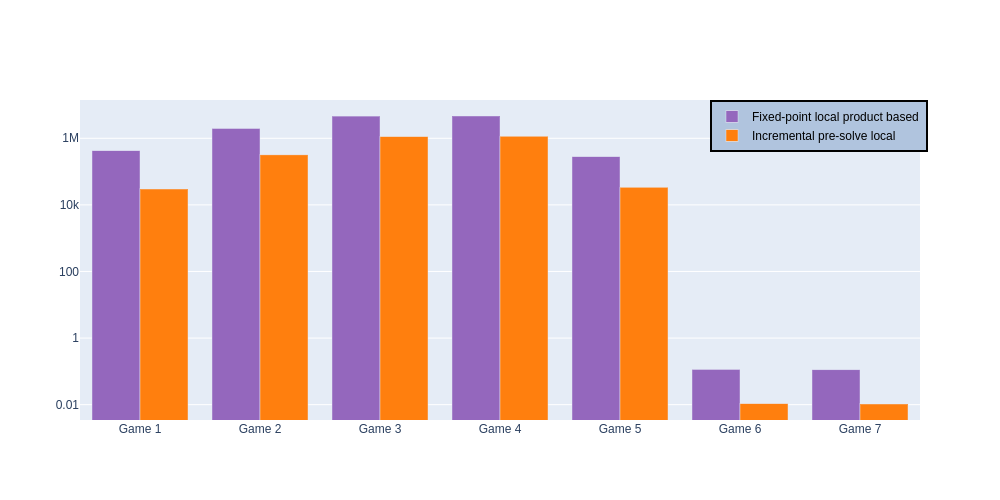 Fixed-point local product based
Incremental pre-solve local
1M
10k
100
1
0.01
Game 1
Game 2
Game 3
Game 4
Game 5
Game 6
Game 7